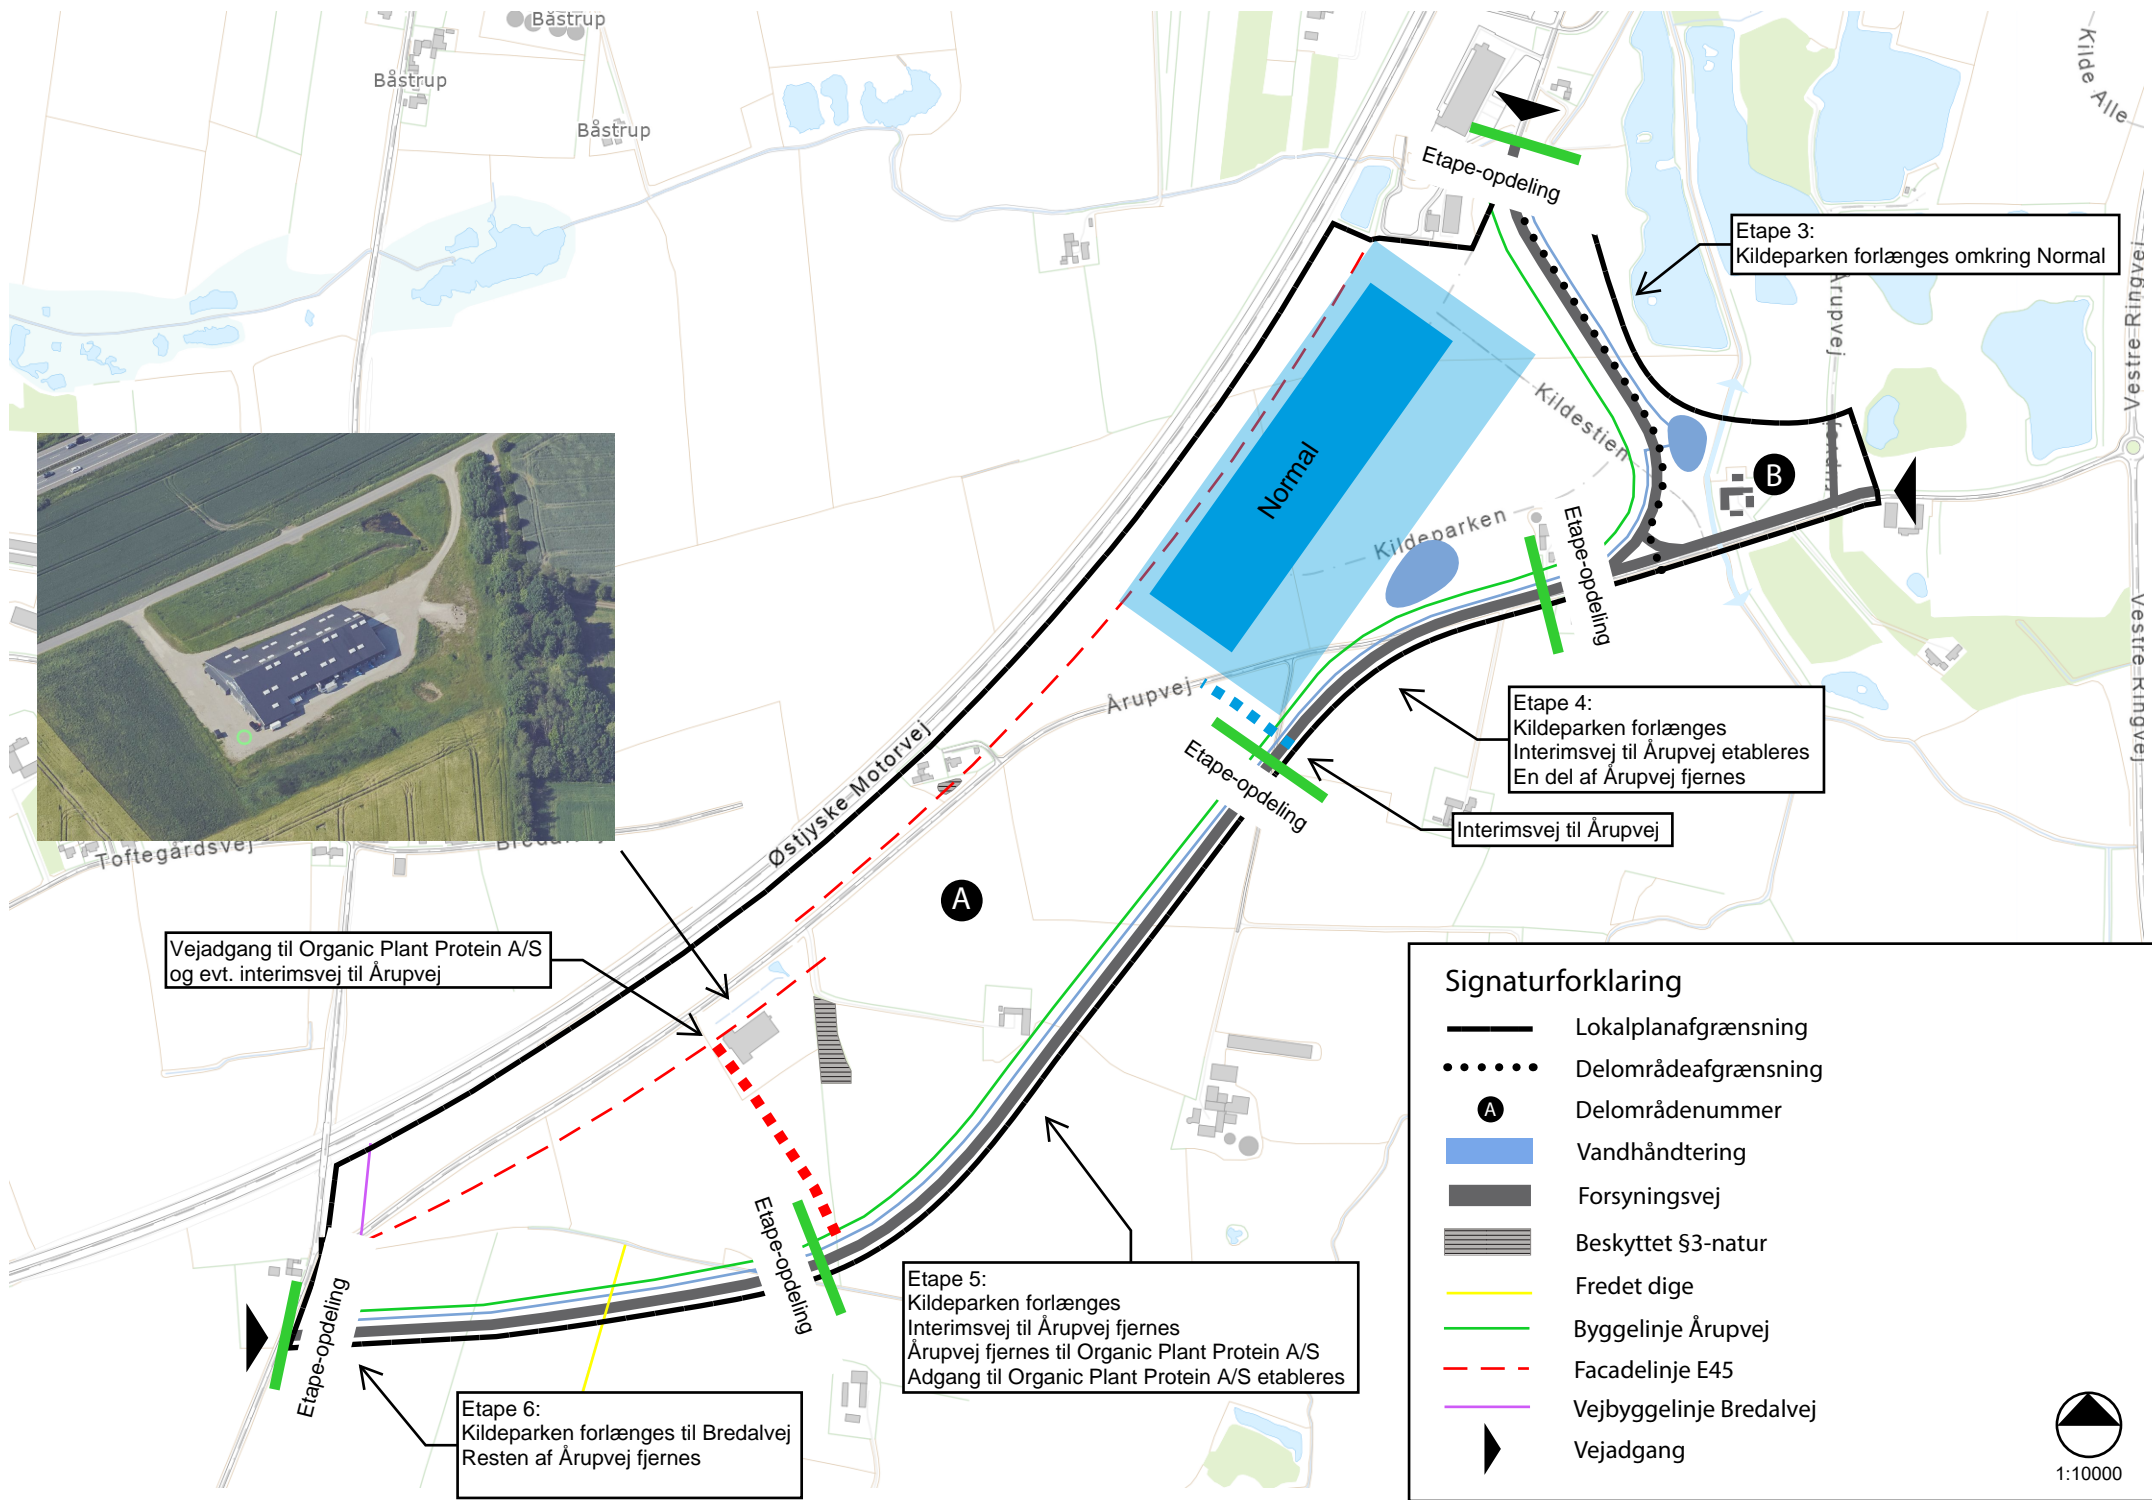 Båstrup
Båstrup
Båstrup
Kilde Alle
Etape-opdeling
Etape 3:
Kildeparken forlænges omkring Normal
Årupvej
Vestre Ringvej
Kildestien
Normal
B
Kildeparken
Etape-opdeling
Vestre Ringvej
Årupvej
Etape 4:
Kildeparken forlænges
Interimsvej til Årupvej etableres
En del af Årupvej fjernes
Etape-opdeling
Østjyske Motorvej
Interimsvej til Årupvej
Toftegårdsvej
A
Vejadgang til Organic Plant Protein A/S
og evt. interimsvej til Årupvej
Etape-opdeling
Etape 5:
Kildeparken forlænges
Interimsvej til Årupvej fjernes
Årupvej fjernes til Organic Plant Protein A/S
Adgang til Organic Plant Protein A/S etableres
Etape-opdeling
Etape 6:
Kildeparken forlænges til Bredalvej
Resten af Årupvej fjernes
Signaturforklaring
Lokalplanafgrænsning
Delområdeafgrænsning
A Delområdenummer
Vandhåndtering
Forsyningsvej
Beskyttet §3-natur
Fredet dige
Byggelinje Årupvej
Facadelinje E45
Vejbyggelinje Bredalvej
Vejadgang
1:10000